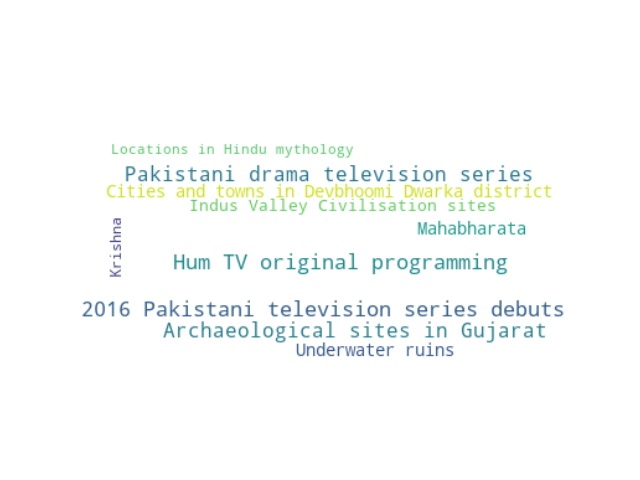 Locations in Hindu mythology
Pakistani drama television series
Cities and towns in Devbhoomi Dwarka district
Indus Valley Civilisation sites
Mahabharata
Krishna
Hum TV original programming
2016 Pakistani television series debuts
Archaeological sites in Gujarat
Underwater ruins